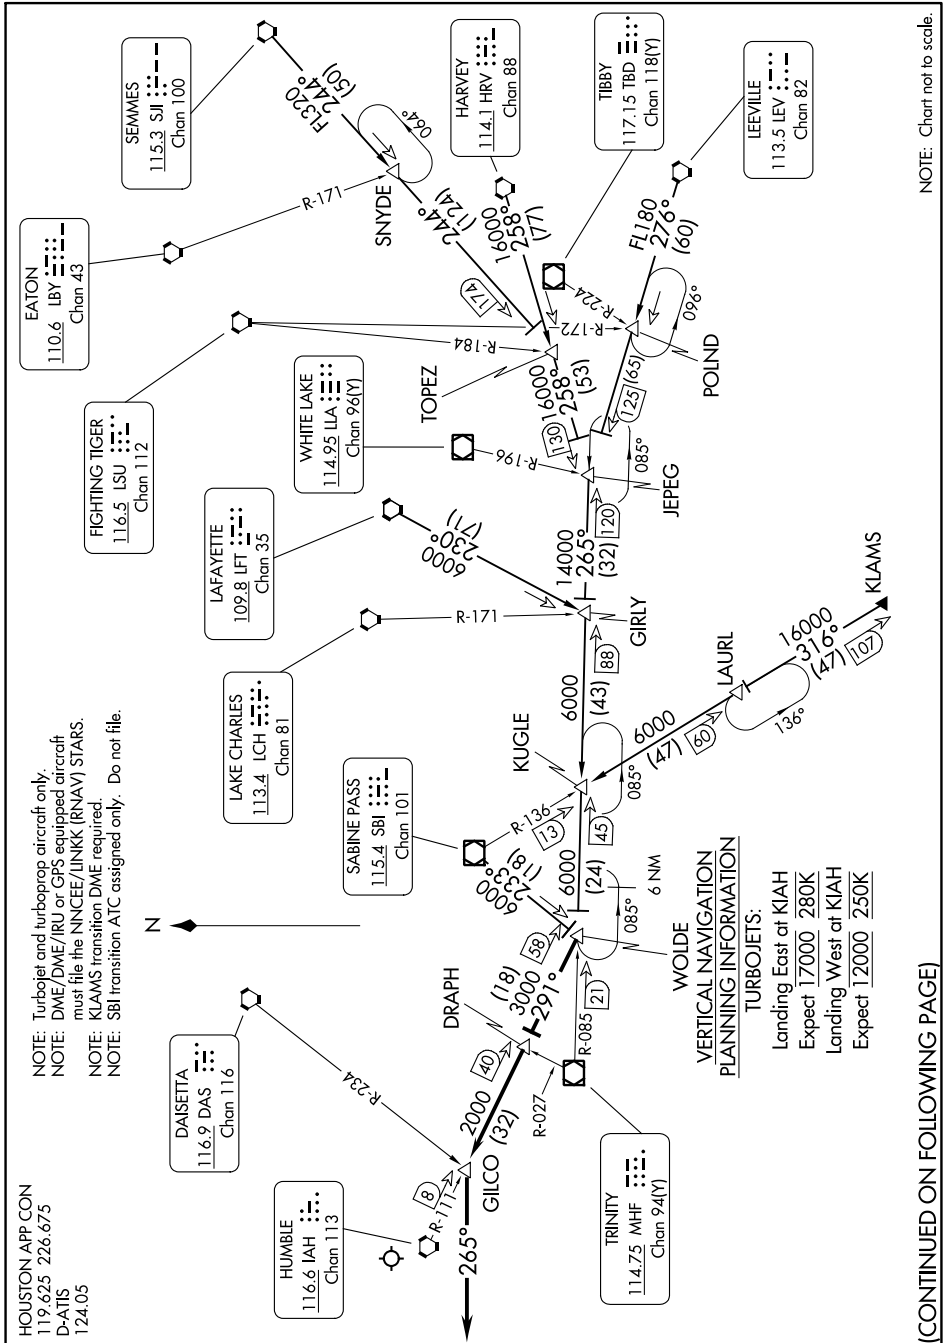 HOUSTON APP CON
119.625 226.675
D-ATIS
124.05
NOTE: Turbojet and turboprop aircraft only.
NOTE: DME/DME/IRU or GPS equipped aircraft
must file the NNCEE/LINKK (RNAV) STARS.
NOTE: KLAMS transition DME required.
NOTE: SBI transition ATC assigned only. Do not file.
N
SEMMES
115.3 SJI
Chan 100
EATON
110.6 LBY
Chan 43
FIGHTING TIGER
116.5 LSU
Chan 112
HARVEY
114.1 HRV
Chan 88
TIBBY
117.15 TBD
Chan 118(Y)
LEEVILLE
113.5 LEV
Chan 82
WHITE LAKE
114.95 LLA
Chan 96(Y)
LAFAYETTE
109.8 LFT
Chan 35
LAKE CHARLES
113.4 LCH
Chan 81
SABINE PASS
115.4 SBI
Chan 101
DAISETTA
116.9 DAS
Chan 116
HUMBLE
116.6 IAH
Chan 113
TRINITY
114.75 MHF
Chan 94(Y)
FL320
244°
(50)
064°
R-171
SNYDE
244°
(124)
174
16000
258°
(77)
R-184
R-172
R-224
TOPEZ
16000
258°
(53)
130
FL180
276°
(60)
096°
POLND
(65)
125
R-196
085°
JEPEG
120
14000
265°
(32)
6000
230°
(71)
R-171
GIRLY
88
6000
(43)
KUGLE
R-136
13
45
085°
6000
(47)
60
LAURL
136°
16000
316°
(47)
107
KLAMS
6000
233°
(18)
58
6000
(24)
6 NM
085°
WOLDE
21
R-085
(18)
3000
291°
DRAPH
40
R-027
2000
(32)
R-234
GILCO
8
R-111
265°
VERTICAL NAVIGATION
PLANNING INFORMATION
TURBOJETS:
Landing East at KIAH
Expect 17000 280K
Landing West at KIAH
Expect 12000 250K
NOTE: Chart not to scale.
(CONTINUED ON FOLLOWING PAGE)